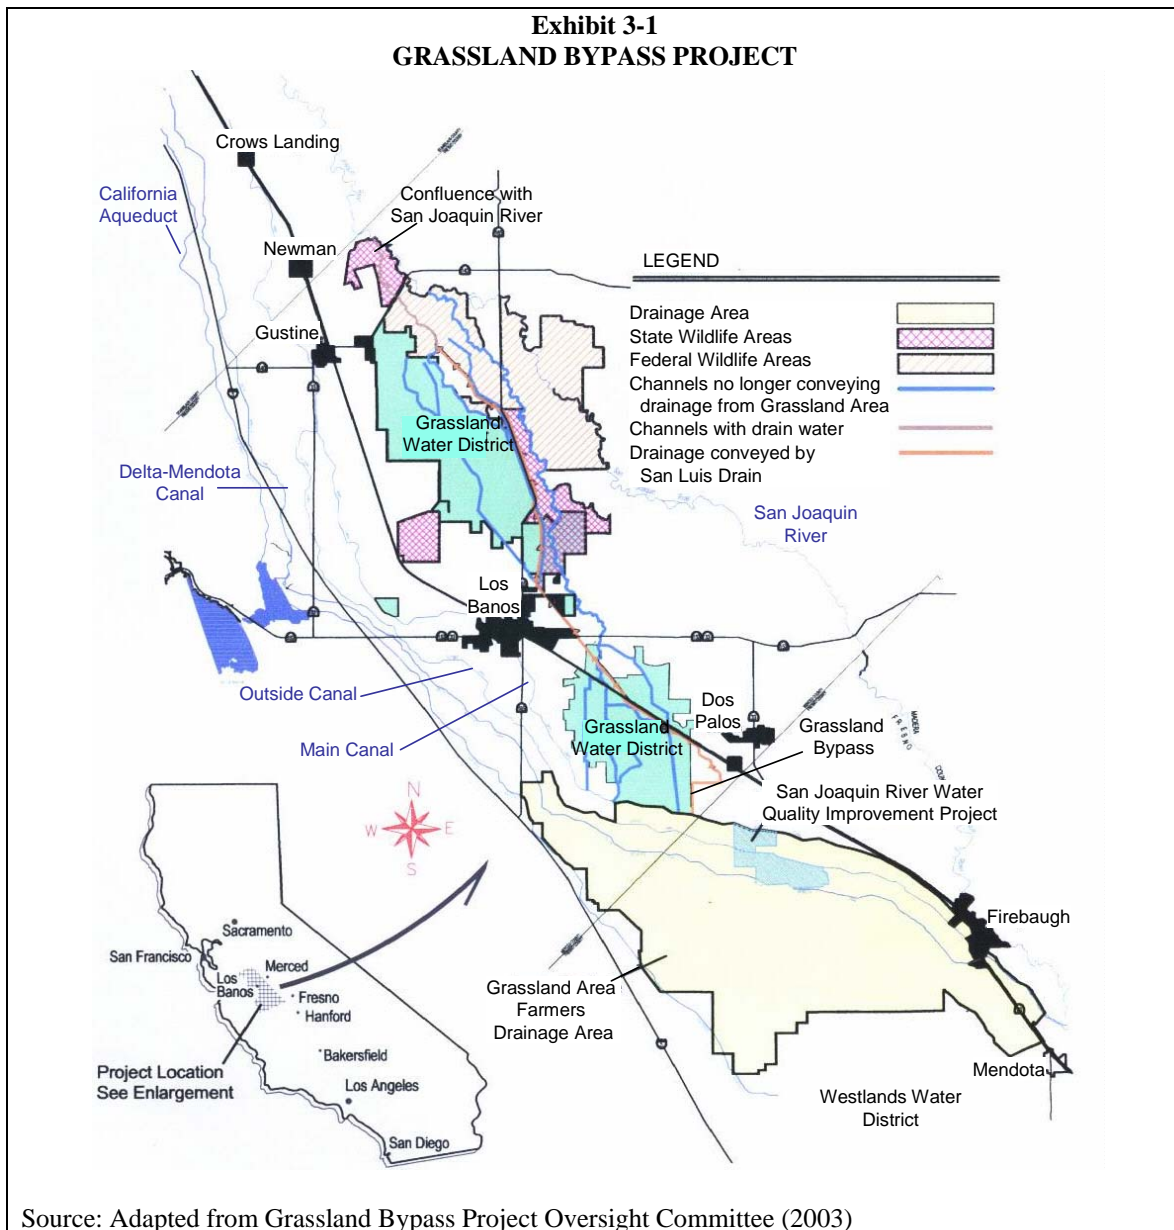 Exhibit 3-1
GRASSLAND BYPASS PROJECT
Crows Landing
California
Aqueduct
Confluence with
San Joaquin River
Newman
LEGEND
Drainage Area
State Wildlife Areas
Federal Wildlife Areas
Channels no longer conveying
drainage from Grassland Area
Channels with drain water
Drainage conveyed by
San Luis Drain
Gustine
Grassland
Water District
Delta-Mendota
Canal
San Joaquin
River
Los
Banos
Outside Canal
Main Canal
Grassland
Water District
Dos
Palos
Grassland
Bypass
MADERA
FRESNO
San Joaquin River Water
Quality Improvement Project
N
W E
S
Firebaugh
Grassland Area
Farmers
Drainage Area
Mendota
Westlands Water
District
Sacramento
San Francisco
Merced
Los
Banos
Fresno
Hanford
Bakersfield
Project Location
See Enlargement
Los Angeles
San Diego
Source: Adapted from Grassland Bypass Project Oversight Committee (2003)